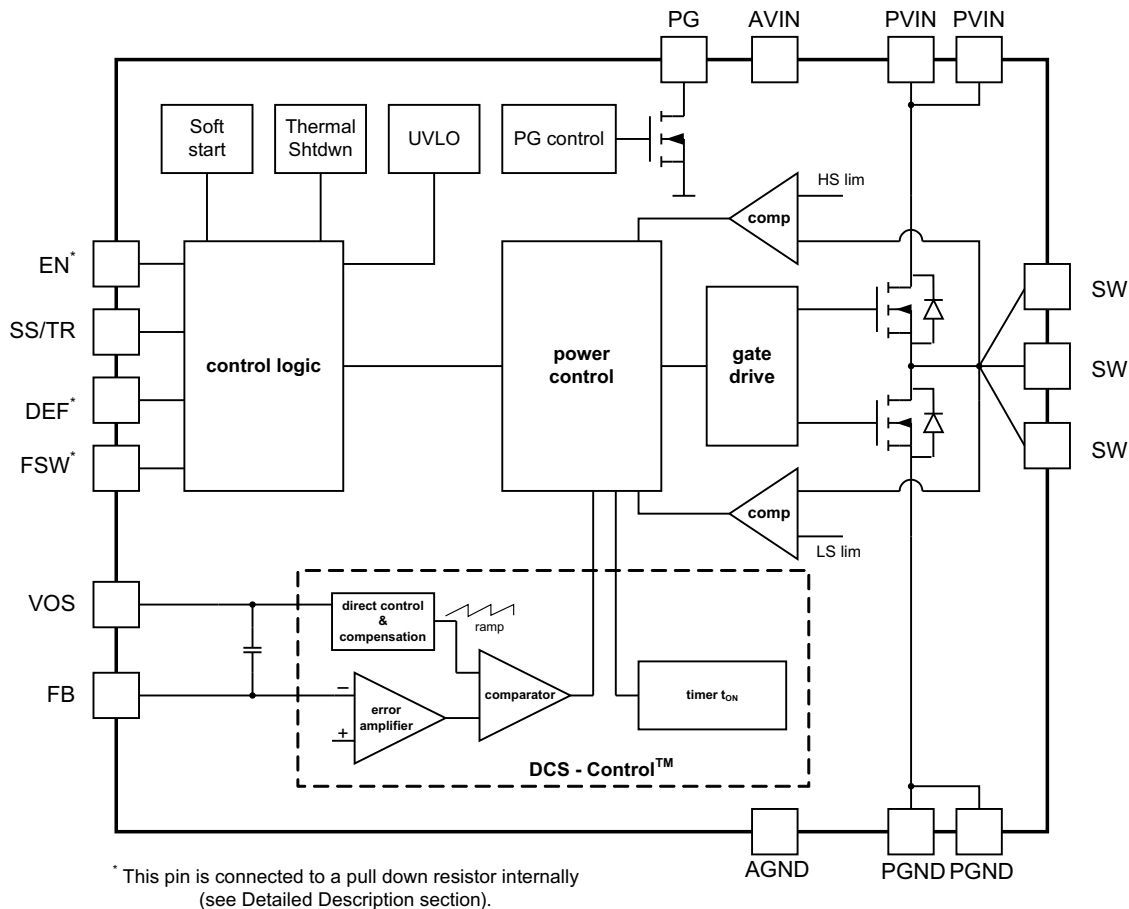 PG
AVIN
PVIN
PVIN
Soft
start
Thermal
Shtdwn
UVLO
PG control
HS lim
comp
EN*
SS/TR
DEF*
FSW*
control logic
power
control
gate
drive
SW
SW
SW
comp
LS lim
VOS
FB
direct control
&
compensation
ramp
−
+
error
amplifier
comparator
timer tON
DCS - Control™
AGND
PGND
PGND
* This pin is connected to a pull down resistor internally
(see Detailed Description section).